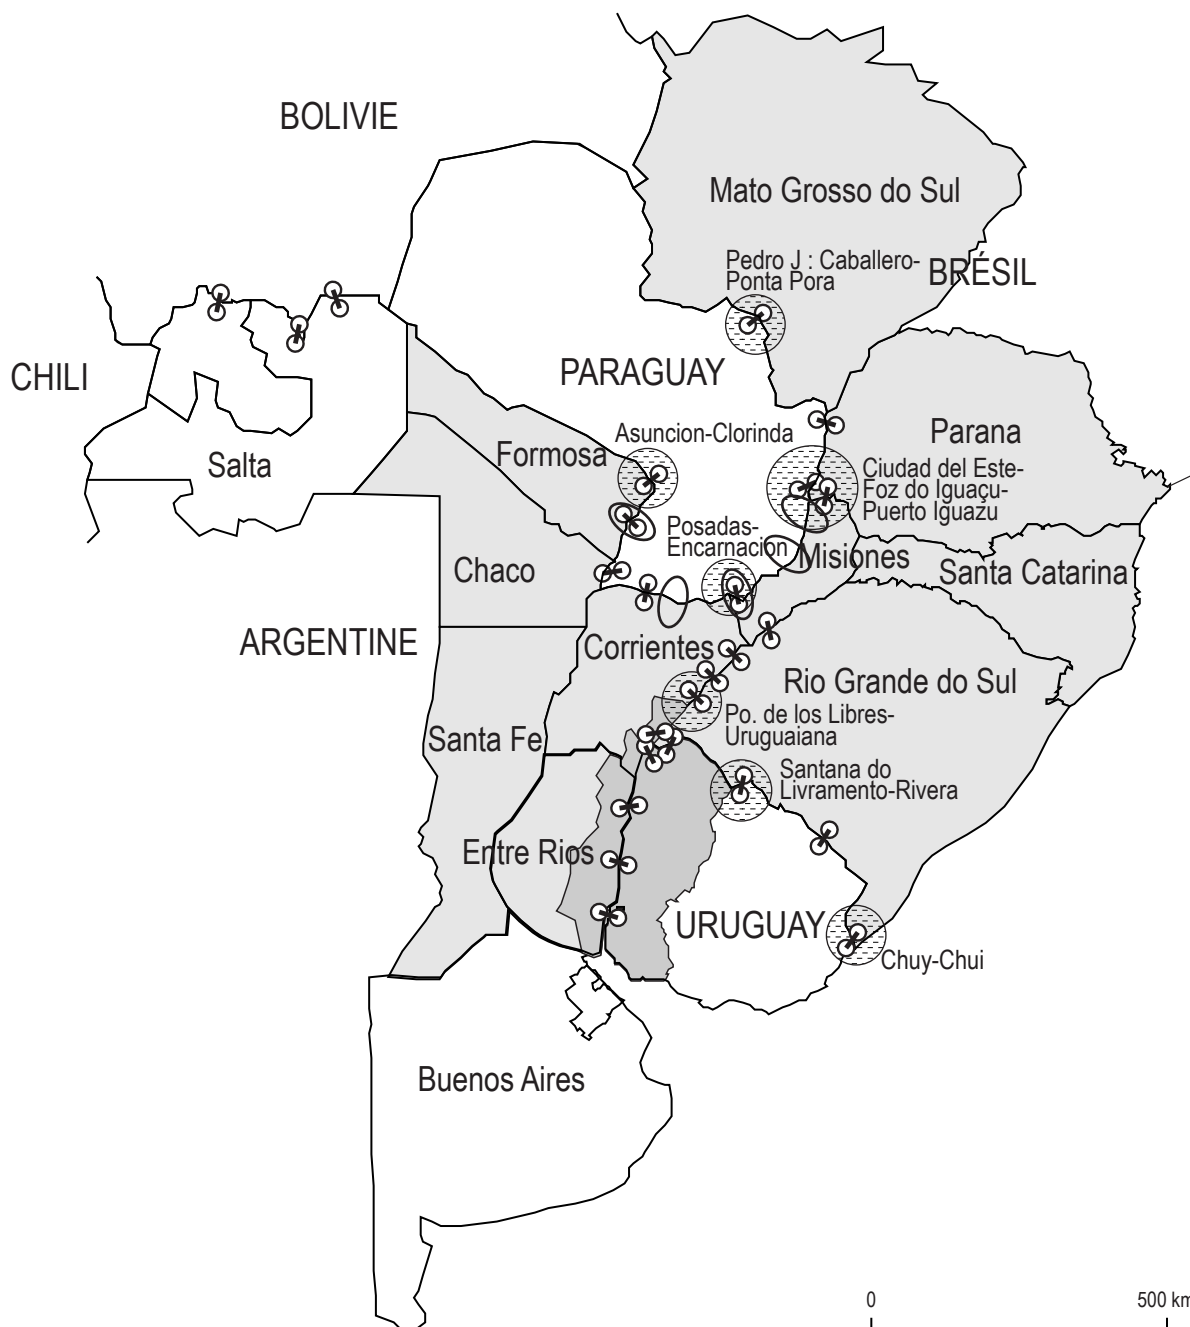 BOLIVIE
Mato Grosso do Sul
Pedro J : Caballero-
Ponta Pora
BRÉSIL
CHILI
PARAGUAY
Asuncion-Clorinda
Parana
Formosa
Salta
Ciudad del Este-
Foz do Iguaçu-
Puerto Iguazu
Posadas-
Encarnacion
Misiones
Chaco
Santa Catarina
ARGENTINE
Corrientes
Rio Grande do Sul
Po. de los Libres-
Uruguaiana
Santa Fe
Santana do
Livramento-Rivera
Entre Rios
URUGUAY
Chuy-Chui
Buenos Aires
0
500 km